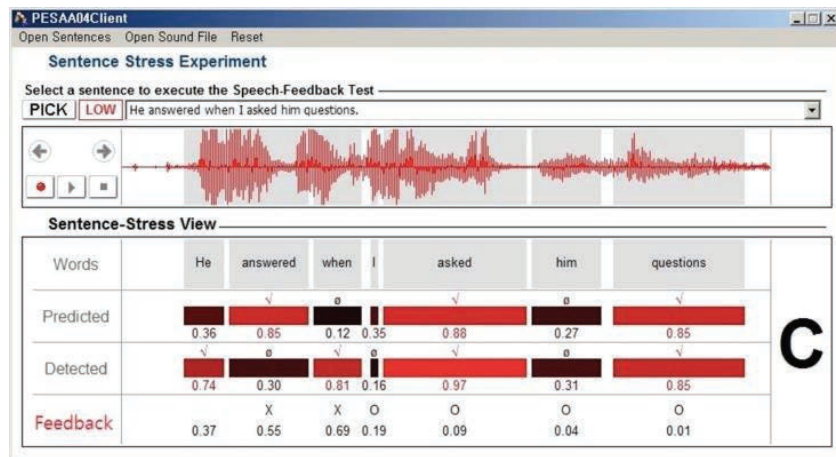 PESAA04Client
Open Sentences Open Sound File Reset
Sentence Stress Experiment
Select a sentence to execute the Speech-Feedback Test
PICK LOW He answered when I asked him questions.
Sentence-Stress View
Words He answered when I asked him questions
√ ø √ ø √
Predicted
0.36 0.85 0.12 0.35 0.88 0.27 0.85
√ ø √ ø √ ø √
Detected
0.74 0.30 0.81 0.16 0.97 0.31 0.85
X X O O O O
Feedback
0.37 0.55 0.69 0.19 0.09 0.04 0.01
C